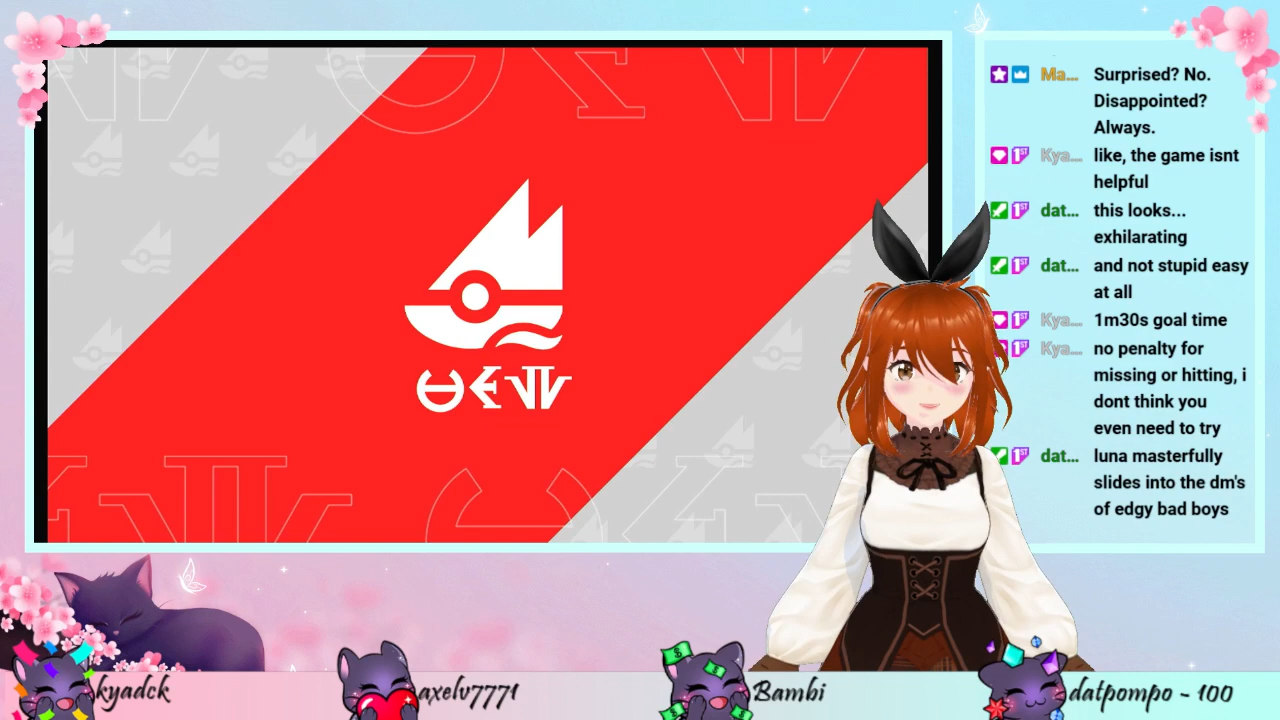 Ma... Surprised? No.
Disappointed?
Always.
Kya... like, the game isnt
helpful
dat... this looks...
exhilarating
dat... and not stupid easy
at all
Kya... 1m30s goal time
Kya... no penalty for
missing or hitting, i
dont think you
even need to try
dat... luna masterfully
slides into the dm's
of edgy bad boys
kyadck
axelv7771
Bambi
datpompo - 100